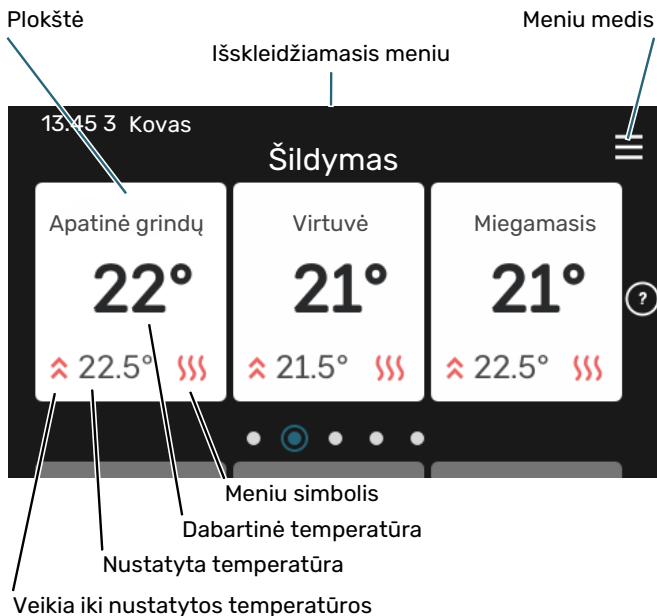 Plokštė
Meniu medis
Išskleidžiamasis meniu
13.45 3 Kovas
Šildymas
Apatinė grindų
Virtuvė
Miegamasis
22°
21°
21°
?
22.5°
21.5°
22.5°
Meniu simbolis
Dabartinė temperatūra
Nustatyta temperatūra
Veikia iki nustatytos temperatūros